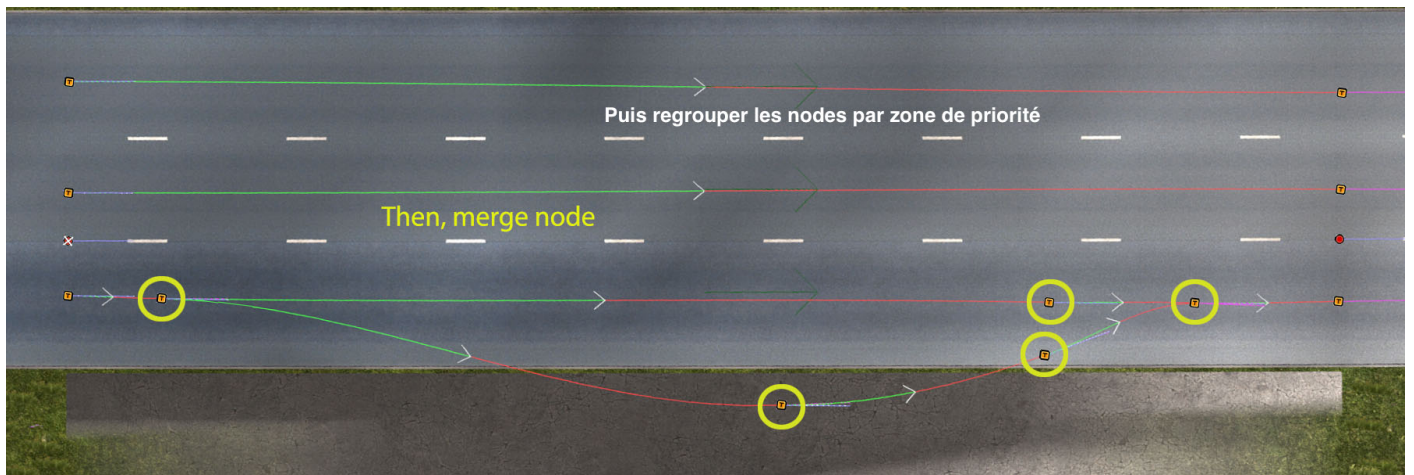 Puis regrouper les nodes par zone de priorité
Then, merge node